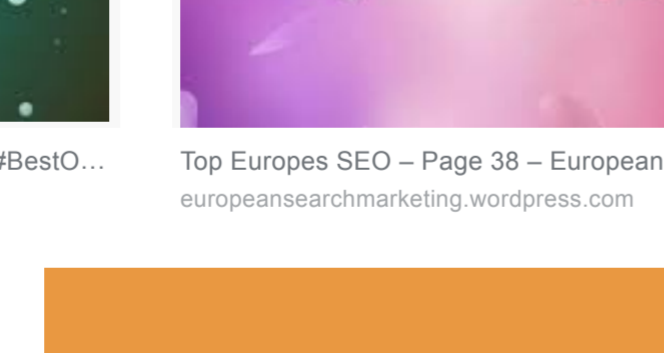 #BestO...
Top Europes SEO – Page 38 – European
europeansearchmarketing.wordpress.com